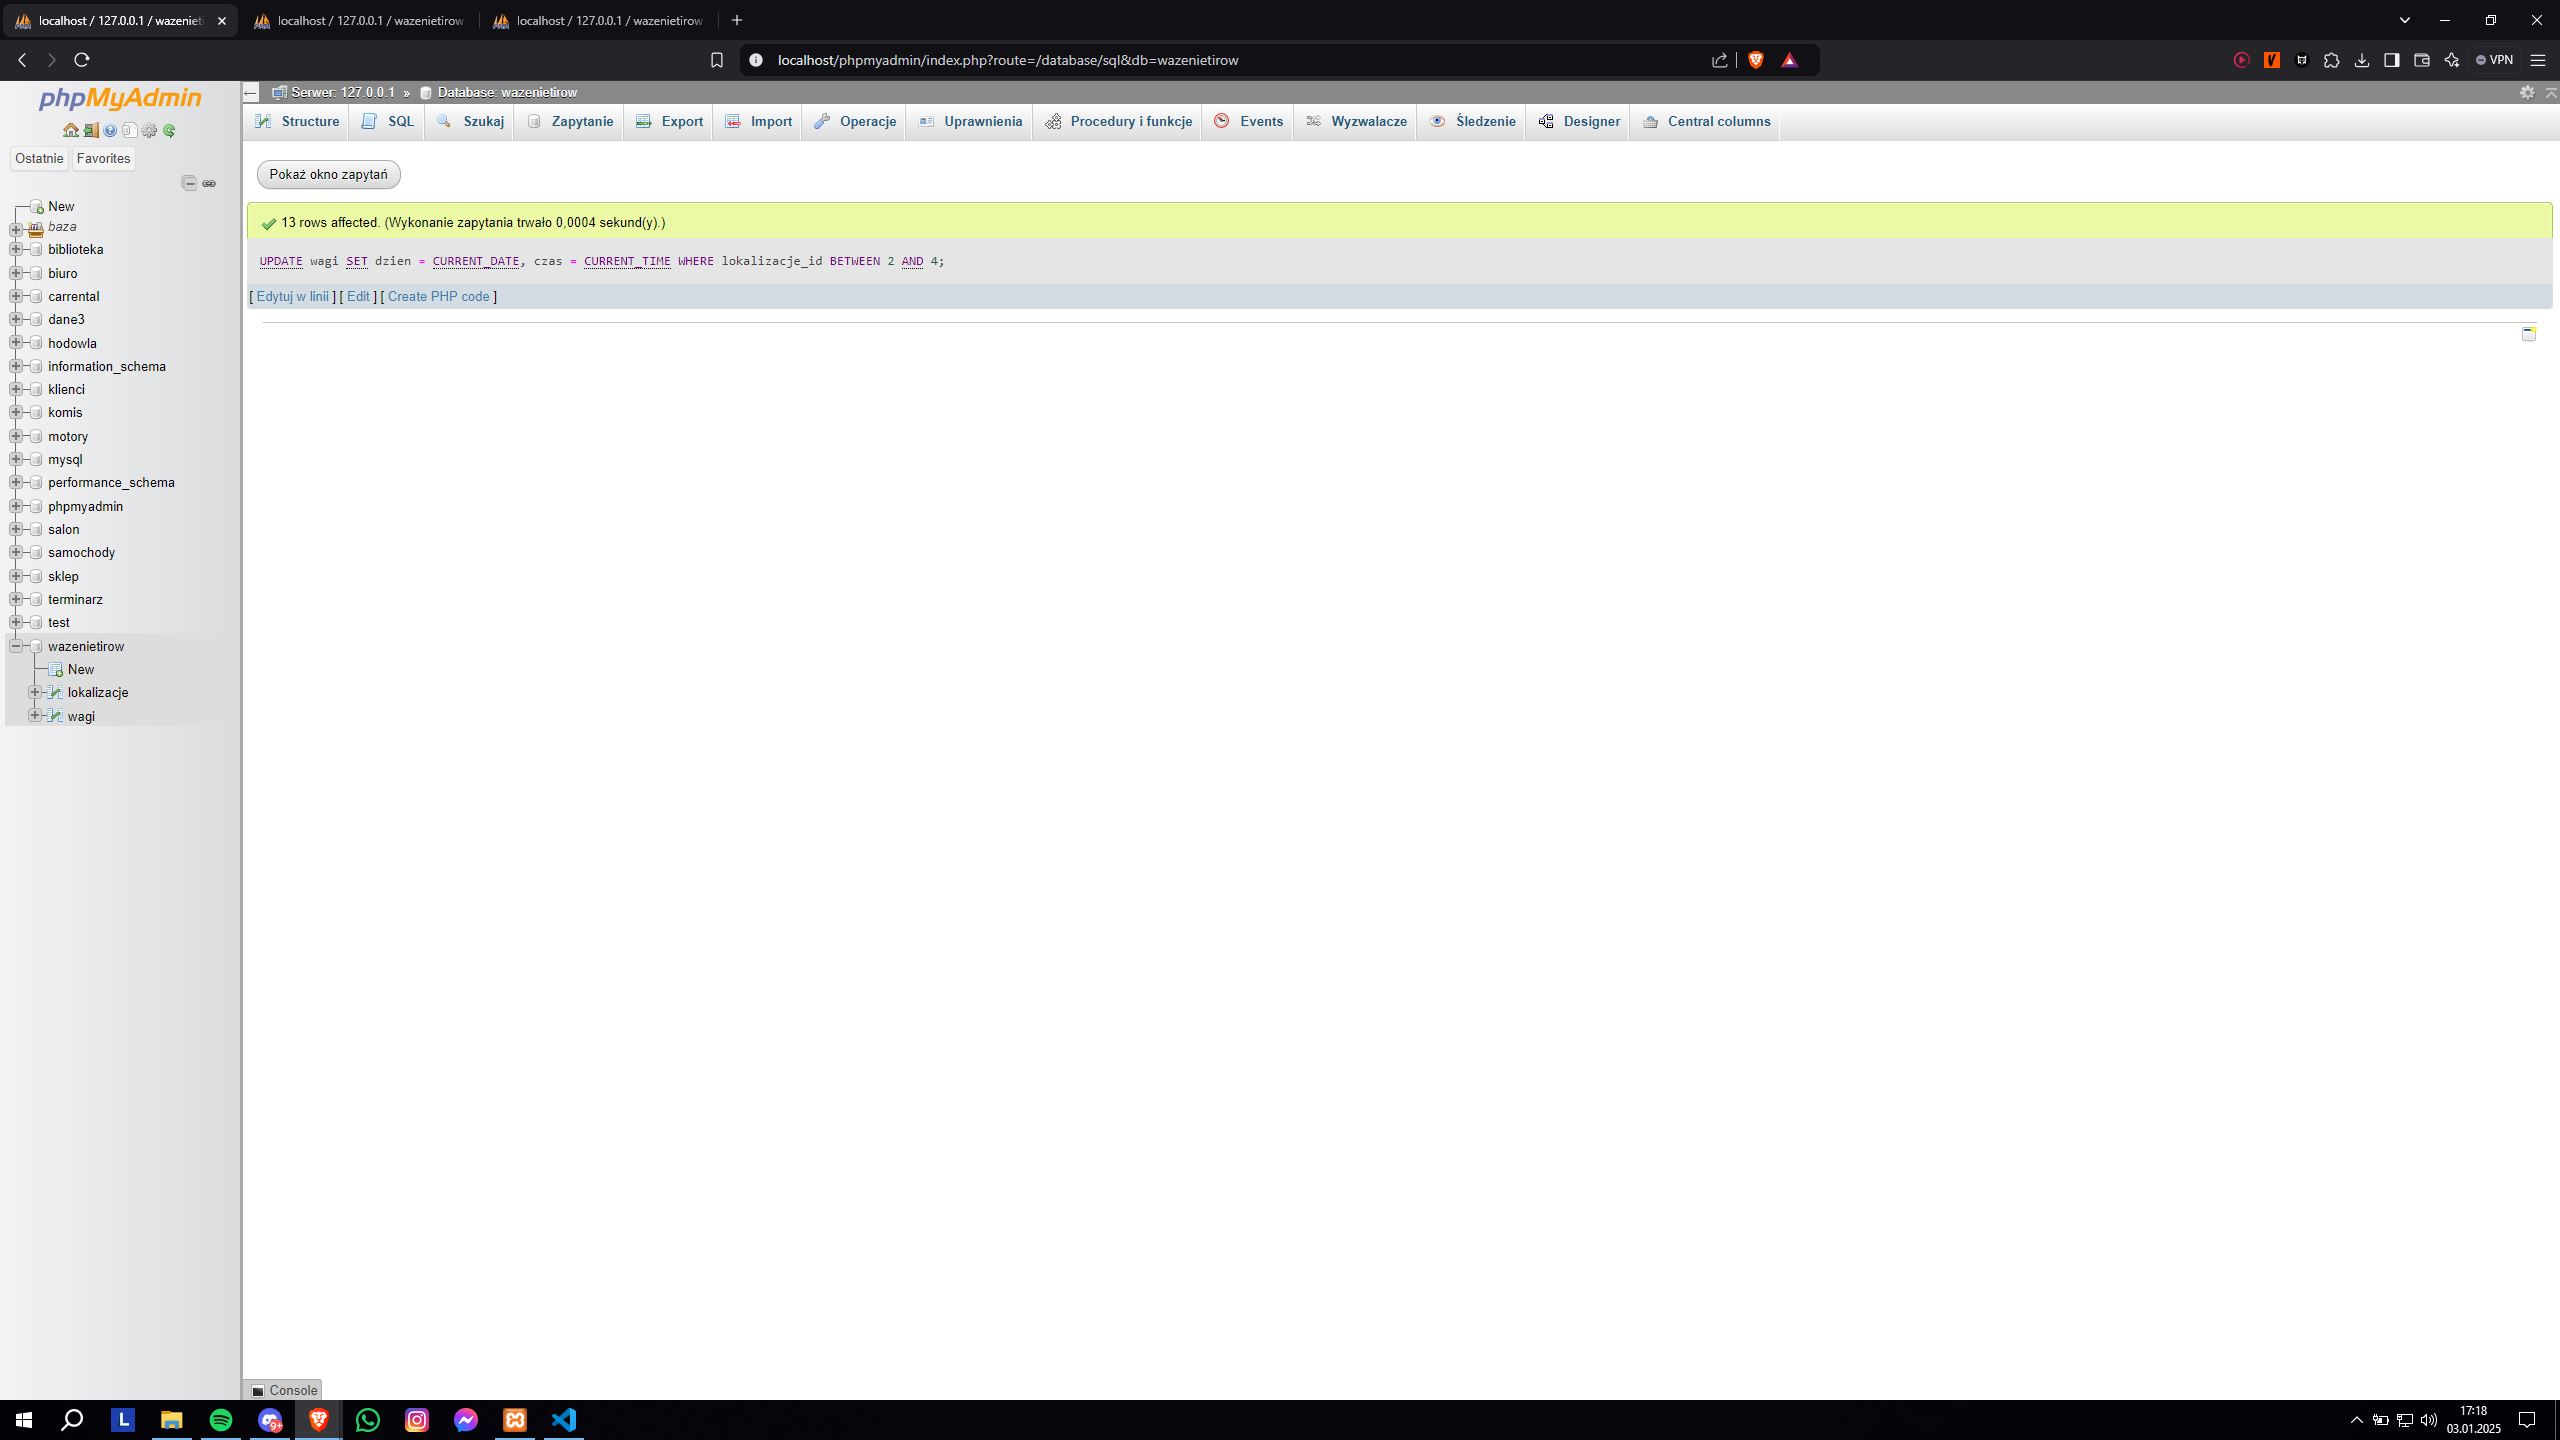 localhost / 127.0.0.1 / wazenieti
localhost / 127.0.0.1 / wazenietirow
localhost / 127.0.0.1 / wazenietirow
localhost/phpmyadmin/index.php?route=/database/sql&db=wazenietirow
VPN
phpMyAdmin
Ostatnie
Favorites
New
baza
biblioteka
biuro
carrental
dane3
hodowla
information_schema
klienci
komis
motory
mysql
performance_schema
phpmyadmin
salon
samochody
sklep
terminarz
test
wazenietirow
New
lokalizacje
wagi
Serwer: 127.0.0.1 » Database: wazenietirow
Structure
SQL
Szukaj
Zapytanie
Export
Import
Operacje
Uprawnienia
Procedury i funkcje
Events
Wyzwalacze
Śledzenie
Designer
Central columns
Pokaż okno zapytań
13 rows affected. (Wykonanie zapytania trwało 0,0004 sekund(y).)
UPDATE wagi SET dzien = CURRENT_DATE, czas = CURRENT_TIME WHERE lokalizacje_id BETWEEN 2 AND 4;
[ Edytuj w linii ] [ Edit ] [ Create PHP code ]
Console
L
9+
17:18
03.01.2025